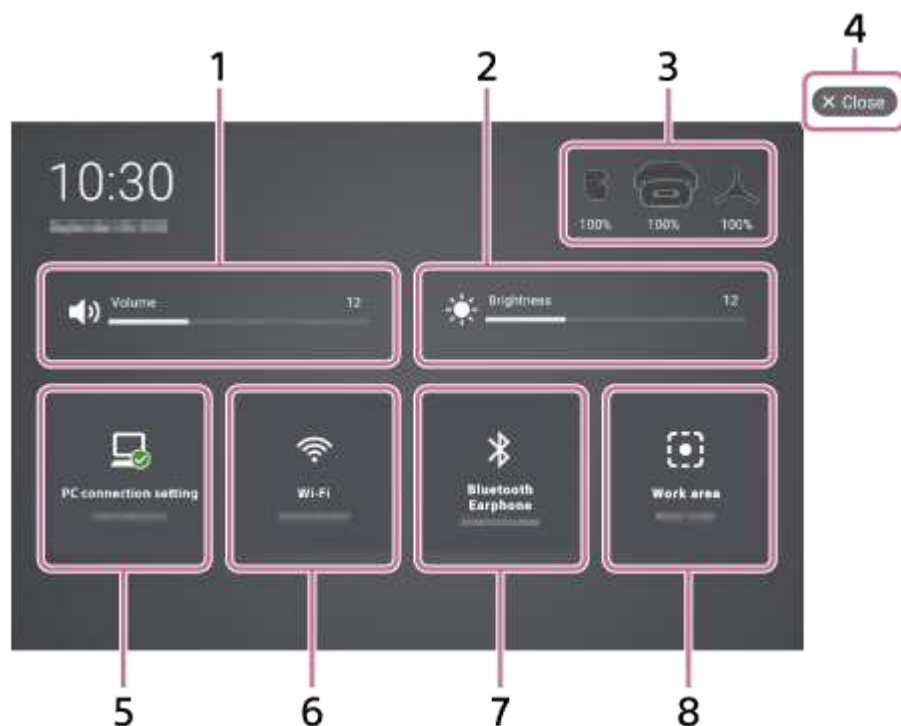 1 2 3 4
× Close
10:30
100% 100% 100%
Volume 12
Brightness 12
PC connection setting
Wi-Fi
Bluetooth
Earphone
Work area
5 6 7 8